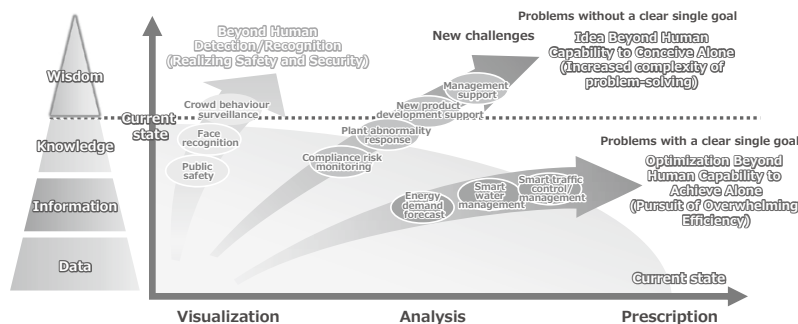 Problems without a clear single goal
Beyond Human
Detection/Recognition
(Realizing Safety and Security)
New challenges
Idea Beyond Human
Capability to Conceive Alone
(Increased complexity of
problem-solving)
Wisdom
Management
support
Crowd behaviour
surveillance
New product
development support
Current
state
Face
recognition
Plant abnormality
response
Knowledge
Problems with a clear single goal
Compliance risk
monitoring
Public
safety
Optimization Beyond
Human Capability to
Achieve Alone
(Pursuit of Overwhelming
Efficiency)
Energy
demand
forecast
Smart
water
management
Smart traffic
control/
management
Information
Data
Current state
Visualization
Analysis
Prescription